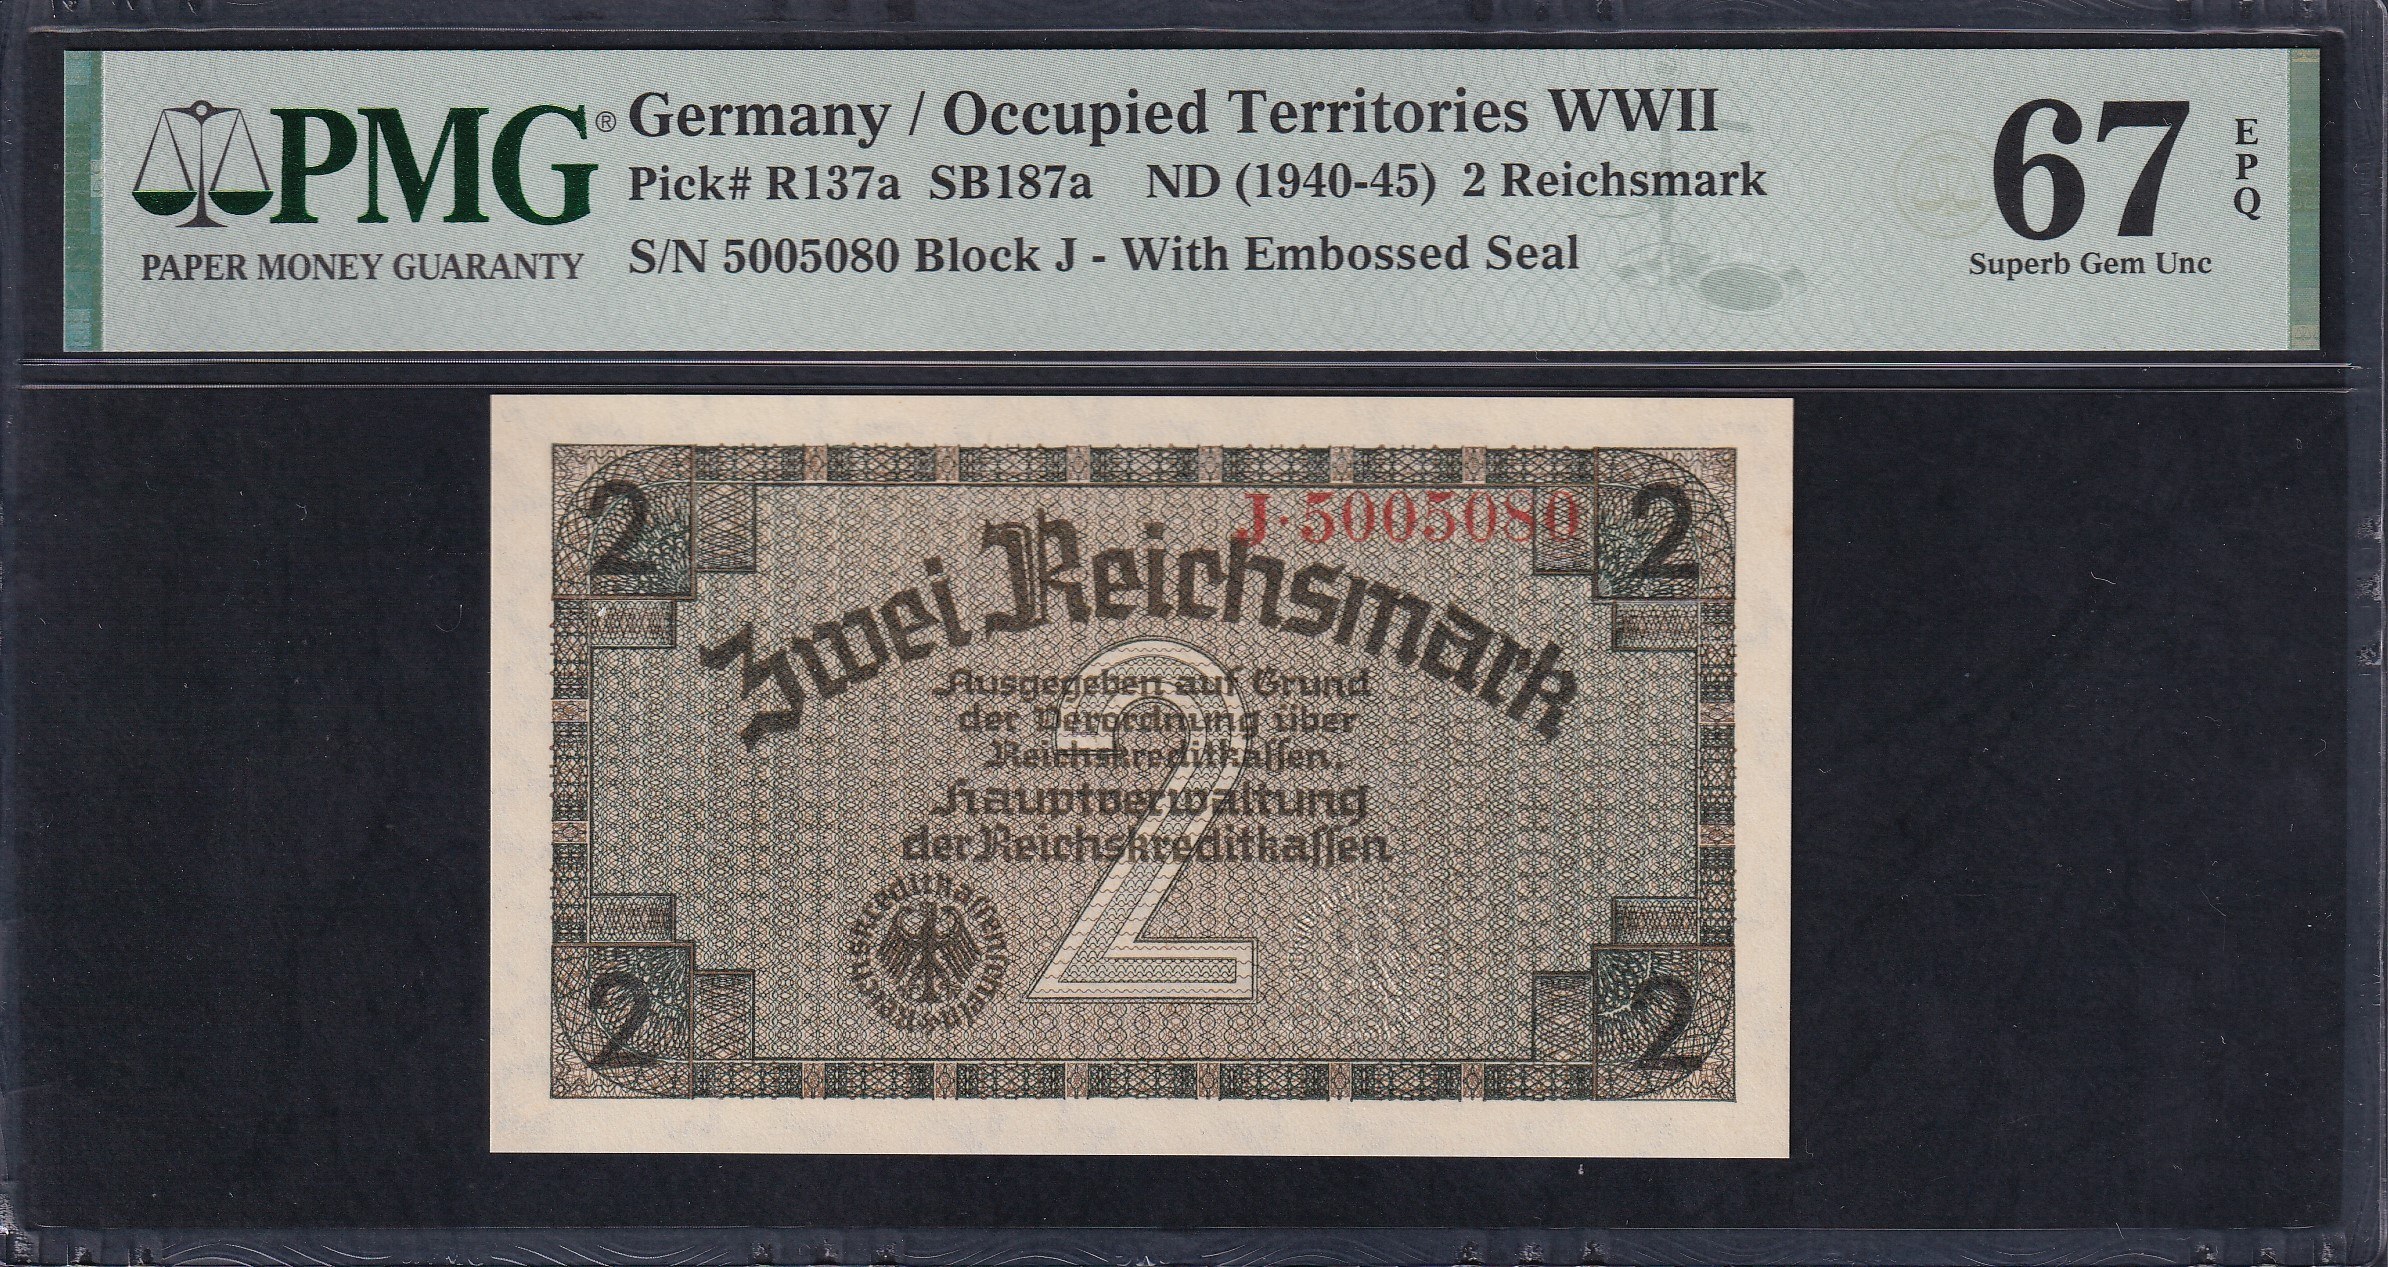 PMG®
PAPER MONEY GUARANTY
Germany / Occupied Territories WWII
Pick# R137a SB187a ND (1940-45) 2 Reichsmark
S/N 5005080 Block J - With Embossed Seal
67
EPQ
Superb Gem Unc
2
2
J·5005080
Zwei Reichsmark
Ausgegeben auf Grund
der Verordnung über
Reichskreditkaſſen.
Hauptverwaltung
der Reichskreditkaſſen
2
Reichskreditkaſſen
2
2